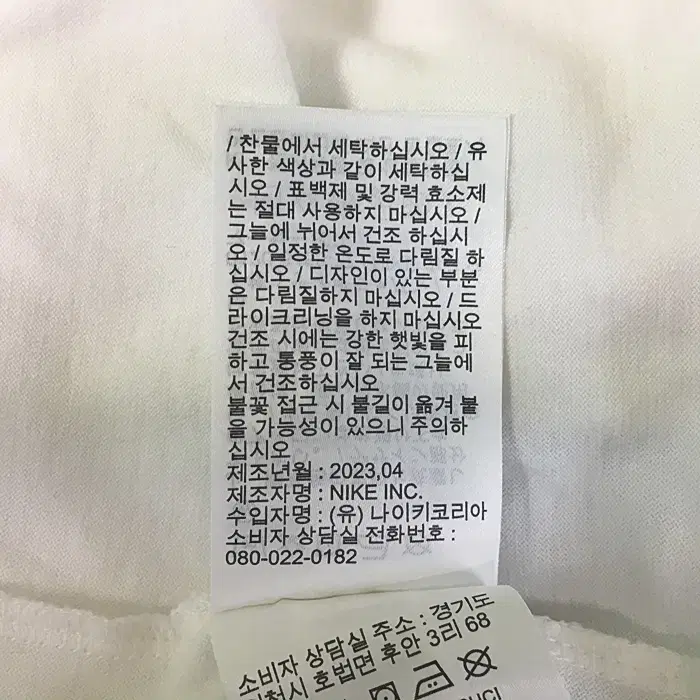 / 찬물에서 세탁하십시오 / 유
사한 색상과 같이 세탁하십
시오 / 표백제 및 강력 효소제
는 절대 사용하지 마십시오 /
그늘에 뉘어서 건조 하십시
오 / 일정한 온도로 다림질 하
십시오 / 디자인이 있는 부분
은 다림질하지 마십시오 / 드
라이크리닝을 하지 마십시오
건조 시에는 강한 햇빛을 피
하고 통풍이 잘 되는 그늘에
서 건조하십시오
불꽃 접근 시 불길이 옮겨 붙
을 가능성이 있으니 주의하
십시오
제조년월 : 2023,04
제조자명 : NIKE INC.
수입자명 : (유) 나이키코리아
소비자 상담실 전화번호 :
080-022-0182
소비자 상담실 주소 : 경기도
호법면 후안 3리 68